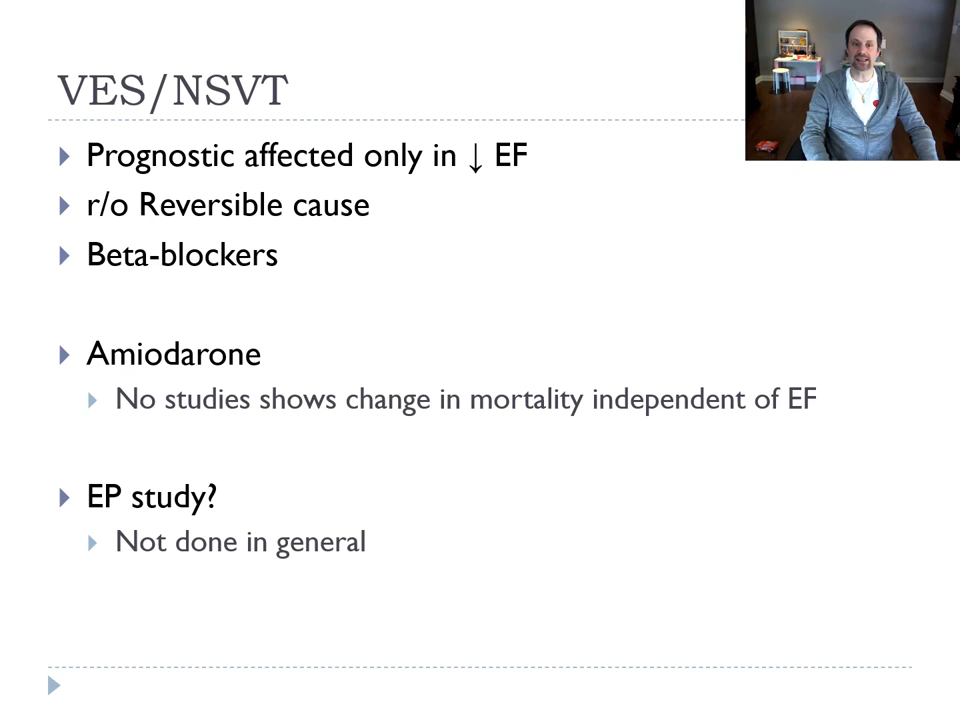 VES/NSVT
Prognostic affected only in ↓ EF
r/o Reversible cause
Beta-blockers
Amiodarone
No studies shows change in mortality independent of EF
EP study?
Not done in general